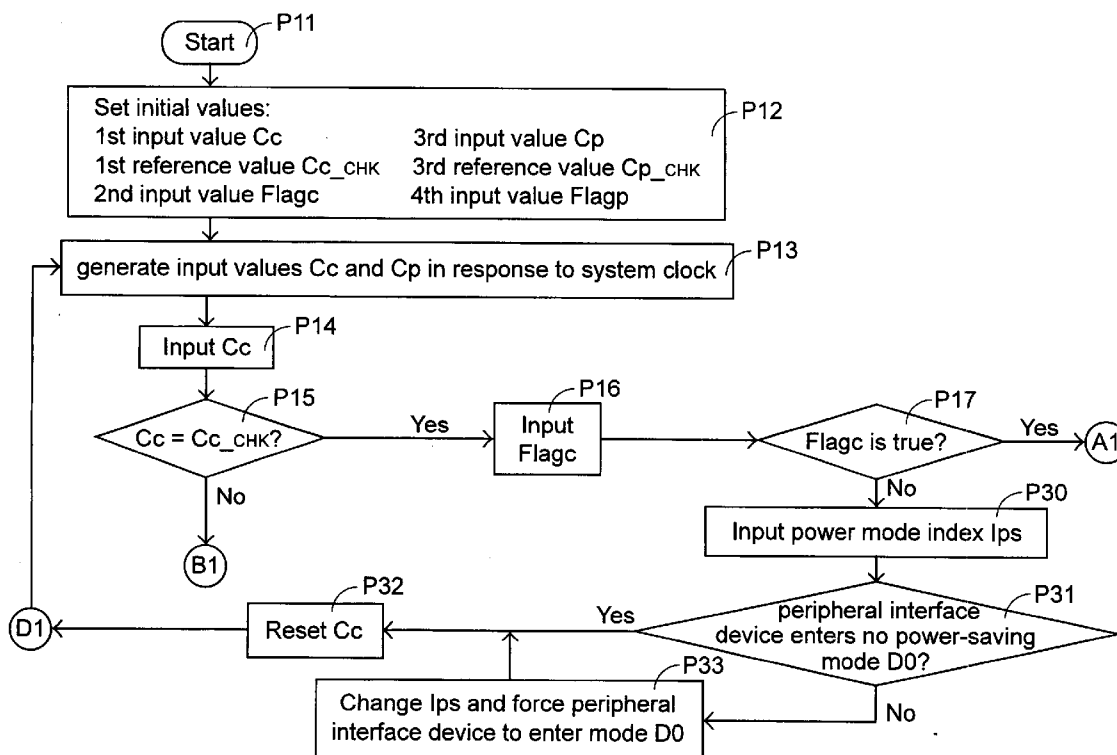 Start
P11
Set initial values:
1st input value Cc
3rd input value Cp
1st reference value Cc_CHK
3rd reference value Cp_CHK
2nd input value Flagc
4th input value Flagp
P12
generate input values Cc and Cp in response to system clock
P13
Input Cc
P14
Cc = Cc_CHK?
P15
Yes
No
B1
Input
Flagc
P16
Flagc is true?
P17
Yes
A1
No
Input power mode index Ips
P30
peripheral interface
device enters no power-saving
mode D0?
P31
Yes
No
Reset Cc
P32
D1
Change Ips and force peripheral
interface device to enter mode D0
P33